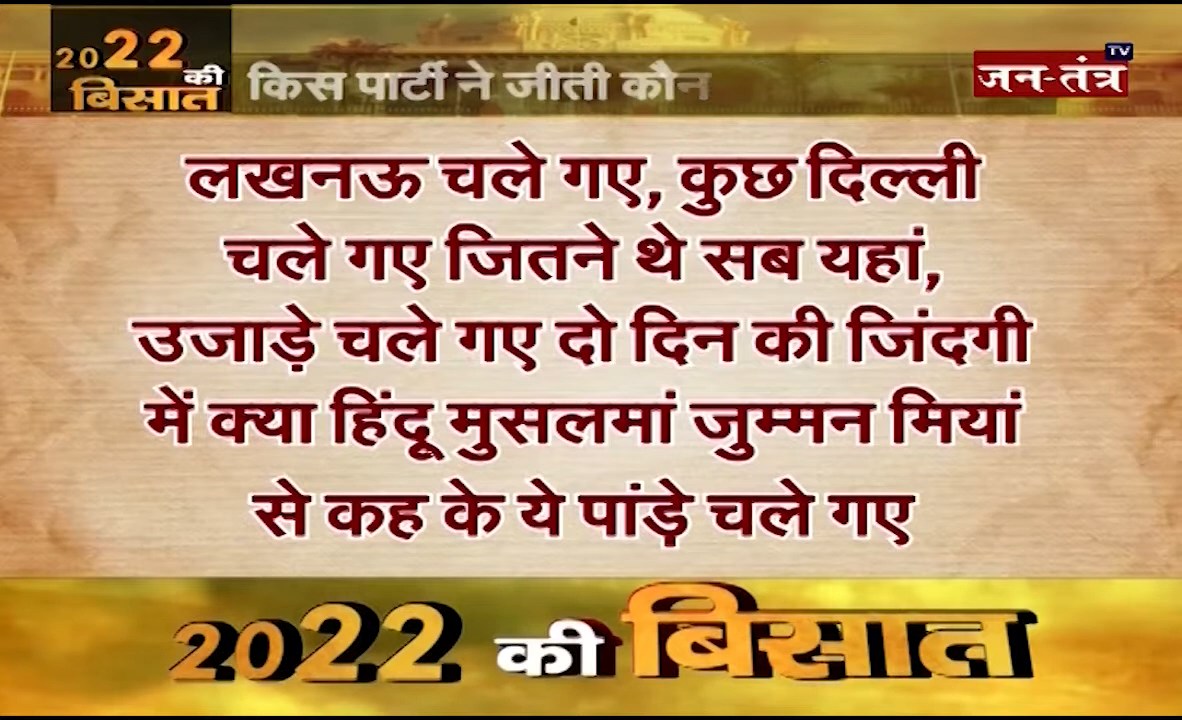 2022
की
बिसात
किस पार्टी ने जीती कौन
जन-तंत्र
TV
लखनऊ चले गए, कुछ दिल्ली
चले गए जितने थे सब यहां,
उजाड़े चले गए दो दिन की जिंदगी
में क्या हिंदू मुसलमां जुम्मन मियां
से कह के ये पांड़े चले गए
2022 की बिसात